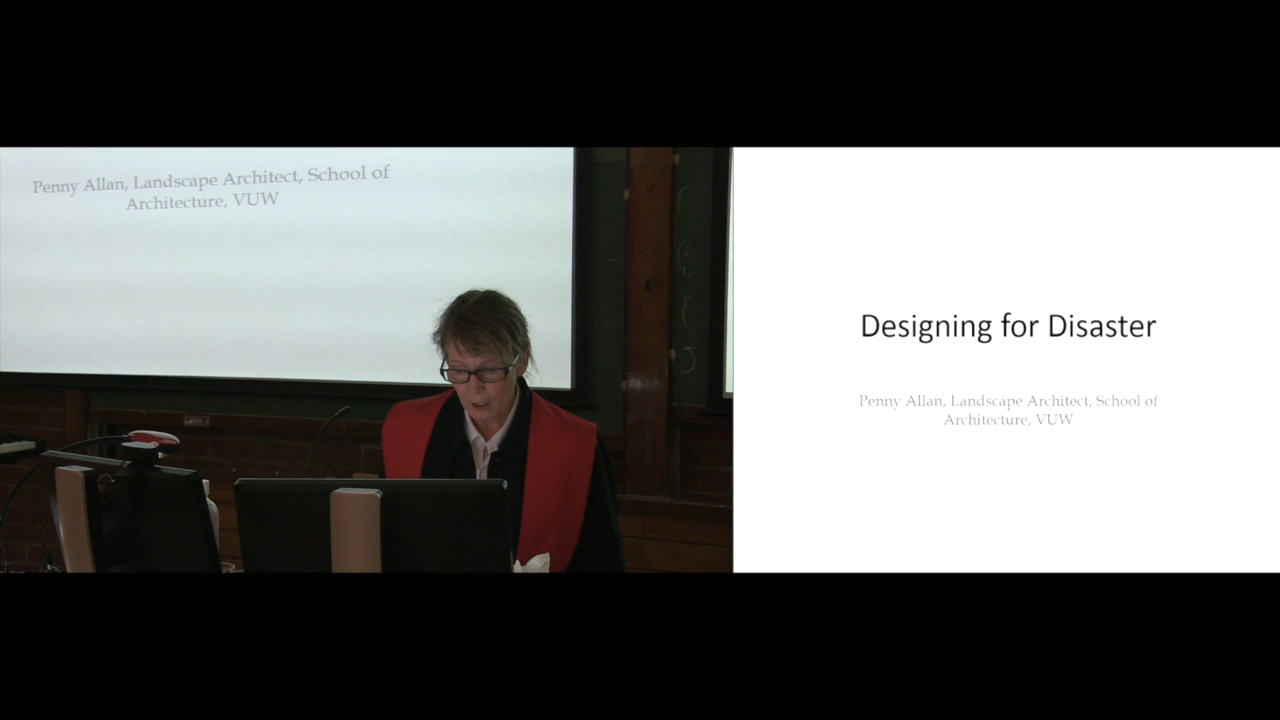 Penny Allan, Landscape Architect, School of
Architecture, VUW
Designing for Disaster
Penny Allan, Landscape Architect, School of
Architecture, VUW